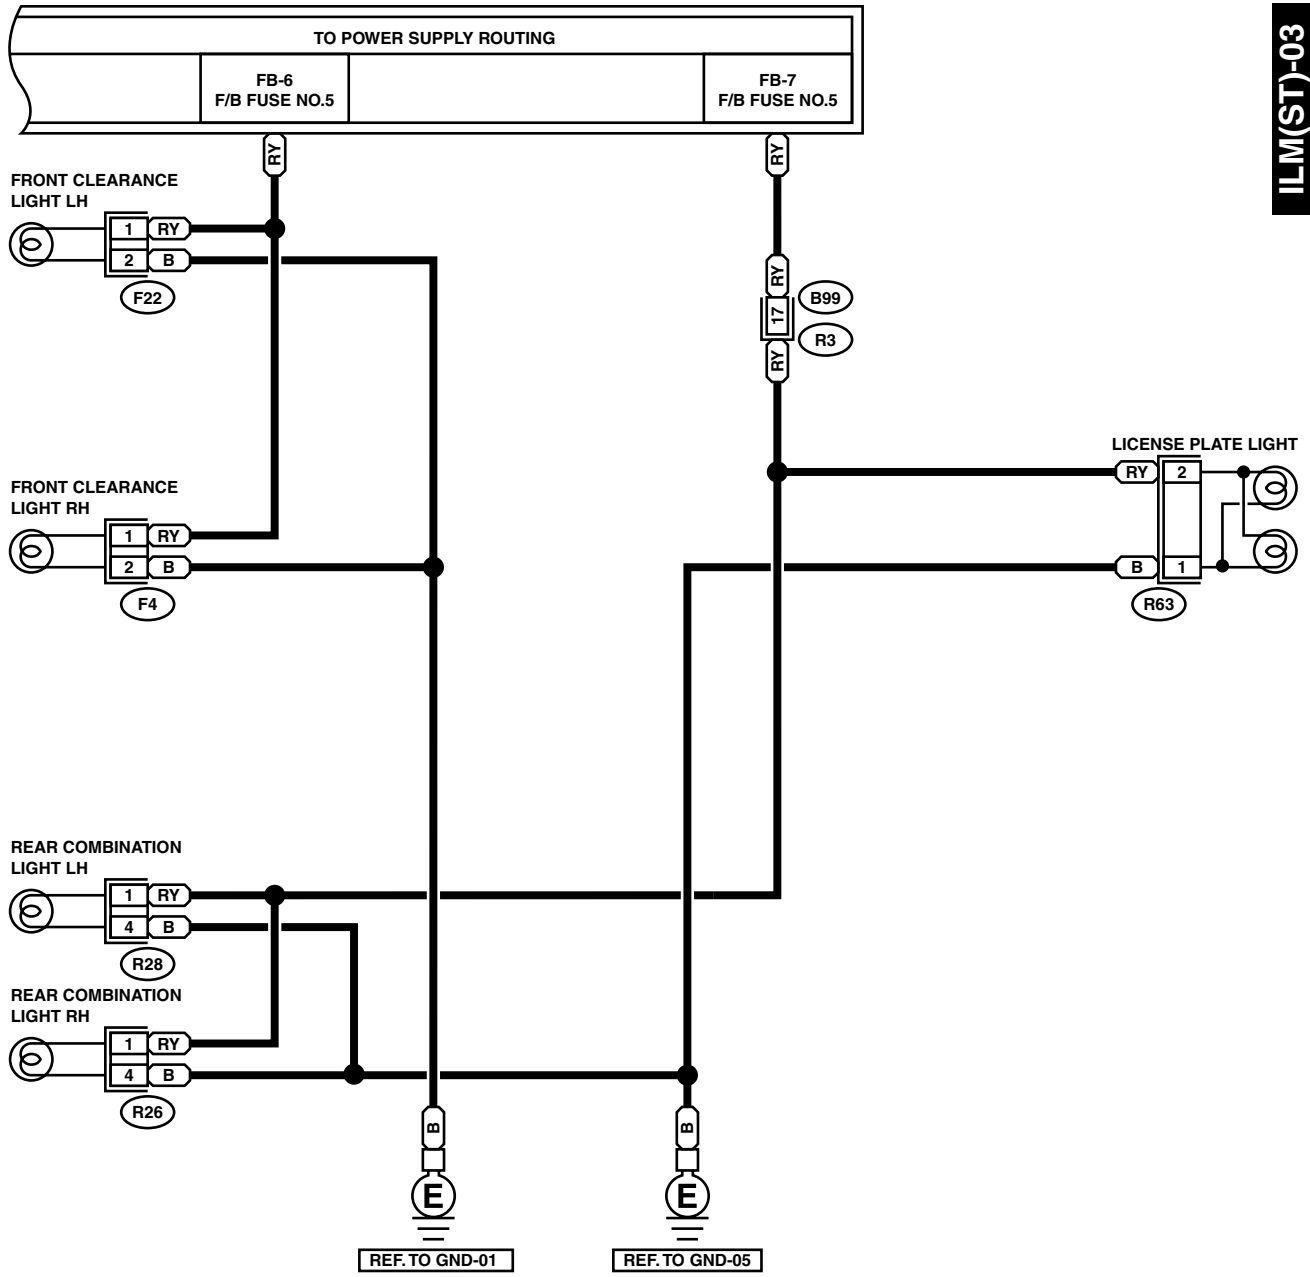 ILM(ST)-03
TO POWER SUPPLY ROUTING
FB-6
F/B FUSE NO.5
FB-7
F/B FUSE NO.5
RY
RY
FRONT CLEARANCE
LIGHT LH
1 RY
2 B
F22
RY
17
B99
R3
RY
LICENSE PLATE LIGHT
RY 2
B 1
R63
FRONT CLEARANCE
LIGHT RH
1 RY
2 B
F4
REAR COMBINATION
LIGHT LH
1 RY
4 B
R28
REAR COMBINATION
LIGHT RH
1 RY
4 B
R26
B
E
REF. TO GND-01
B
E
REF. TO GND-05